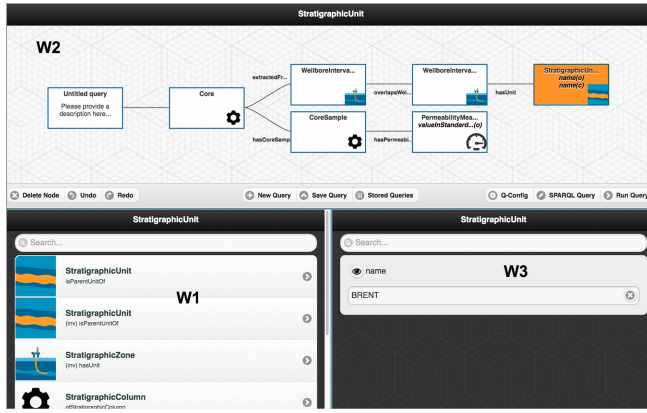 StratigraphicUnit
W2
extractedFr...
WellboreInterva...
overlapsWel...
WellboreInterva...
hasUnit
StratigraphicUn...
name(o)
name(c)
Untitled query
Please provide a
description here...
Core
hasCoreSamp
CoreSample
hasPermeabi..
PermeabilityMea...
valueInStandard...(o)
Delete Node
Undo
Redo
New Query
Save Query
Stored Queries
Q-Config
SPARQL Query
Run Query
StratigraphicUnit
Search...
StratigraphicUnit
isParentUnitOf
W1
StratigraphicUnit
(inv) isParentUnitOf
StratigraphicZone
(inv) hasUnit
StratigraphicColumn
ofStratigraphicColumn
StratigraphicUnit
Search...
name
W3
BRENT